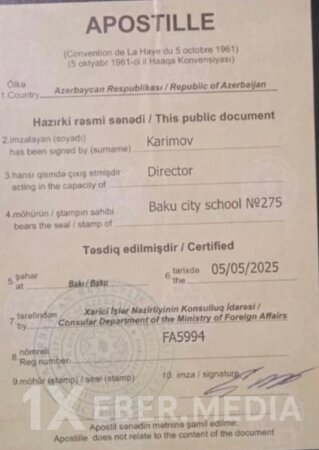 APOSTILLE
(Convention de La Haye du 5 octobre 1961)
(5 oktyabr 1961-ci il Haaqa Konvensiyası)
Ölkə
1.Country Azərbaycan Respublikası / Republic of Azerbaijan
Hazırki rəsmi sənədi / This public document
2.imzalayan (soyadı) Karimov
has been signed by (surname)
3.hansı qismdə çıxış etmişdir Director
acting in the capacity of
4.möhürün / ştampın sahibi Baku city school №275
bears the seal / stamp of
Təsdiq edilmişdir / Certified
5.şəhər Bakı / Baku 6.tarixdə 05/05/2025
at the
7.tərəfindən Xarici İşlər Nazirliyinin Konsulluq İdarəsi /
by Consular Department of the Ministry of Foreign Affairs
8.nömrəli FA5994
Reg.number
9.möhür (ştamp) / seal (stamp) 10. imza / signature
1XEBER.MEDIA
Apostil sənədin mətninə şamil edilmir.
Apostille does not relate to the content of the document